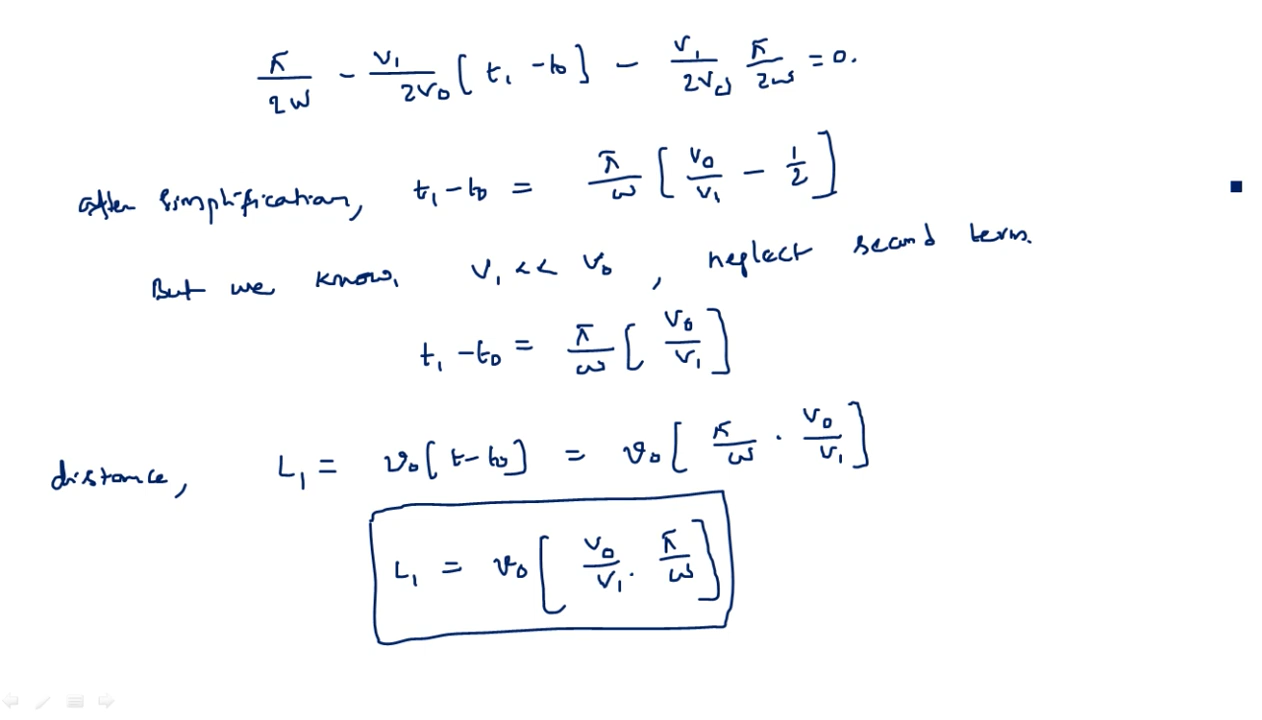 π/2ω - V₁/2V₀ [t₁ - t₀] - V₁/2V₀ π/2ω = 0.
after simplification, t₁ - t₀ = π/ω [V₀/V₁ - 1/2]
But we know, V₁ << V₀, neglect second term.
t₁ - t₀ = π/ω [V₀/V₁]
distance, L₁ = v₀[t - t₀] = v₀[π/ω · V₀/V₁]
L₁ = v₀[V₀/V₁ · π/ω]